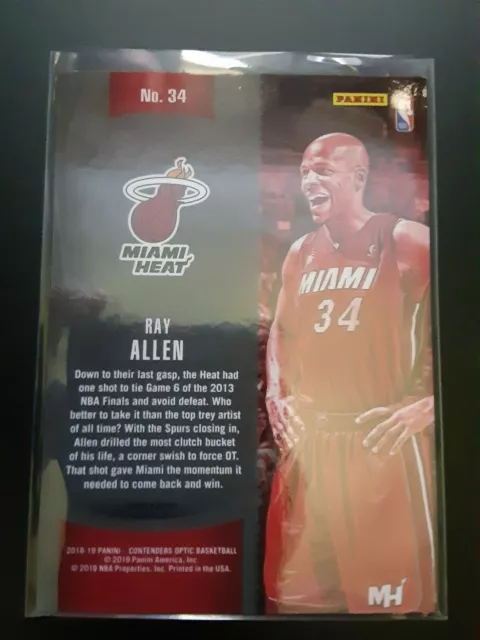 No. 34
PANINI
MIAMI
HEAT
MIAMI
34
RAY
ALLEN
Down to their last gasp, the Heat had
one shot to tie Game 6 of the 2013
NBA Finals and avoid defeat. Who
better to take it than the top trey artist
of all time? With the Spurs closing in,
Allen drilled the most clutch bucket
of his life, a corner swish to force OT.
That shot gave Miami the momentum it
needed to come back and win.
2018-19 PANINI - CONTENDERS OPTIC BASKETBALL
© 2019 Panini America, Inc.
© 2019 NBA Properties, Inc. Printed in the USA.
MH